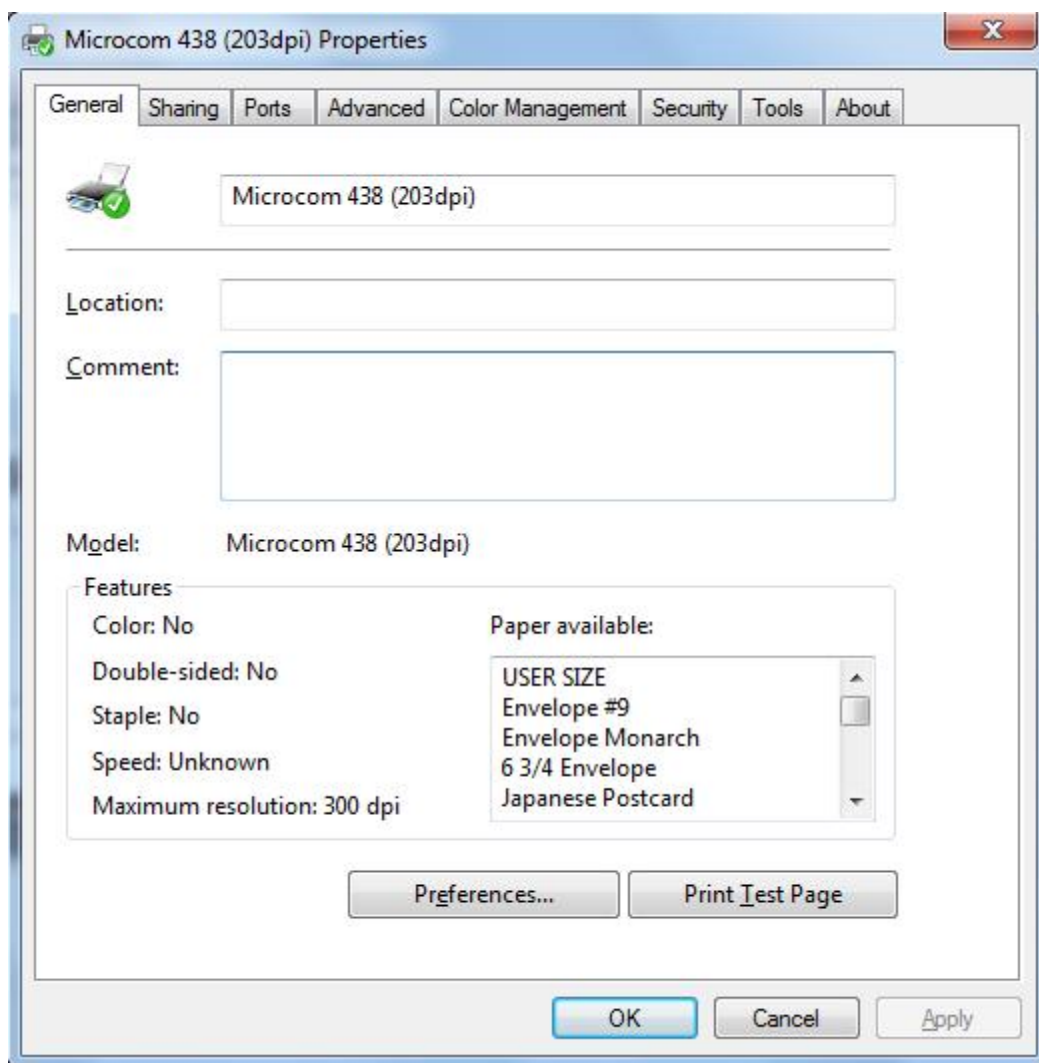 Microcom 438 (203dpi) Properties
X
General Sharing Ports Advanced Color Management Security Tools About
Microcom 438 (203dpi)
Location:
Comment:
Model: Microcom 438 (203dpi)
Features
Color: No
Double-sided: No
Staple: No
Speed: Unknown
Maximum resolution: 300 dpi
Paper available:
USER SIZE
Envelope #9
Envelope Monarch
6 3/4 Envelope
Japanese Postcard
Preferences... Print Test Page
OK Cancel Apply